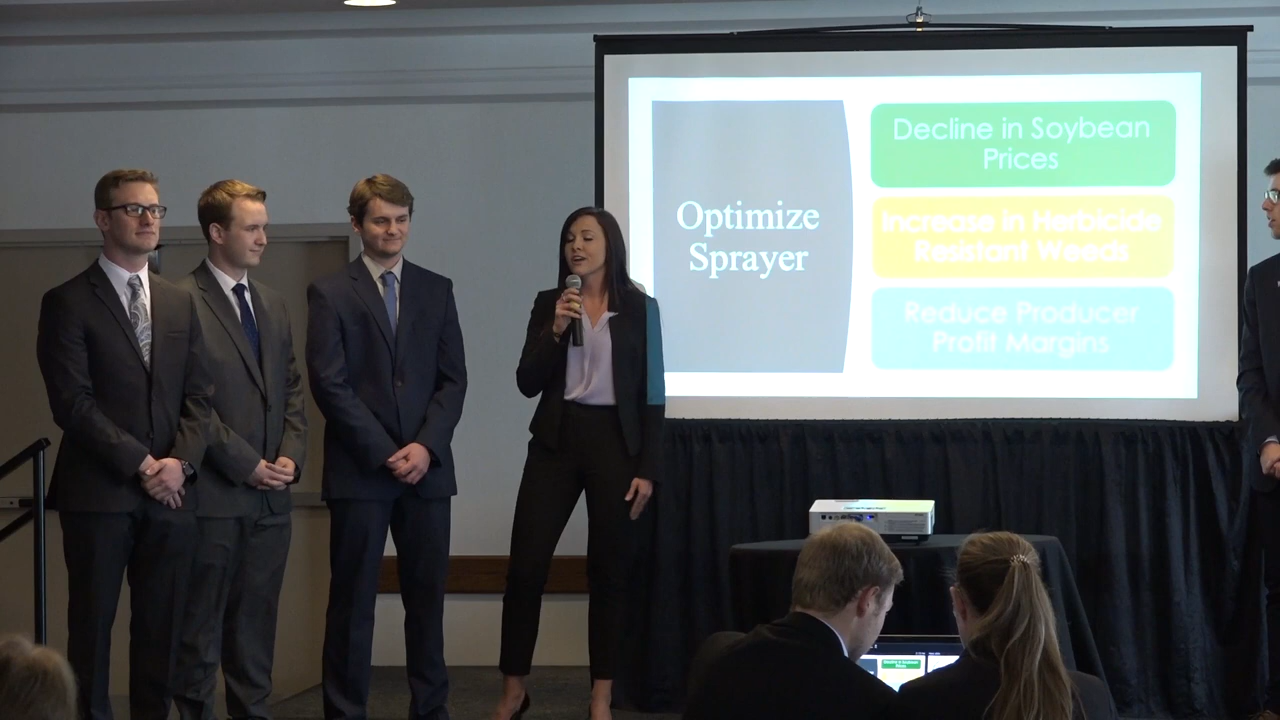 Optimize
Sprayer
Decline in Soybean
Prices
Increase in Herbicide
Resistant Weeds
Reduce Producer
Profit Margins